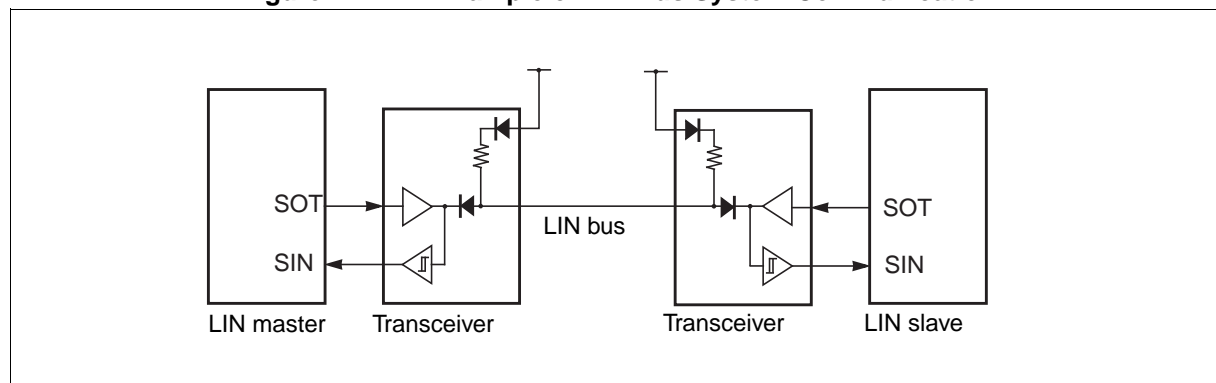 SOT
SIN
LIN master
Transceiver
LIN bus
Transceiver
SOT
SIN
LIN slave